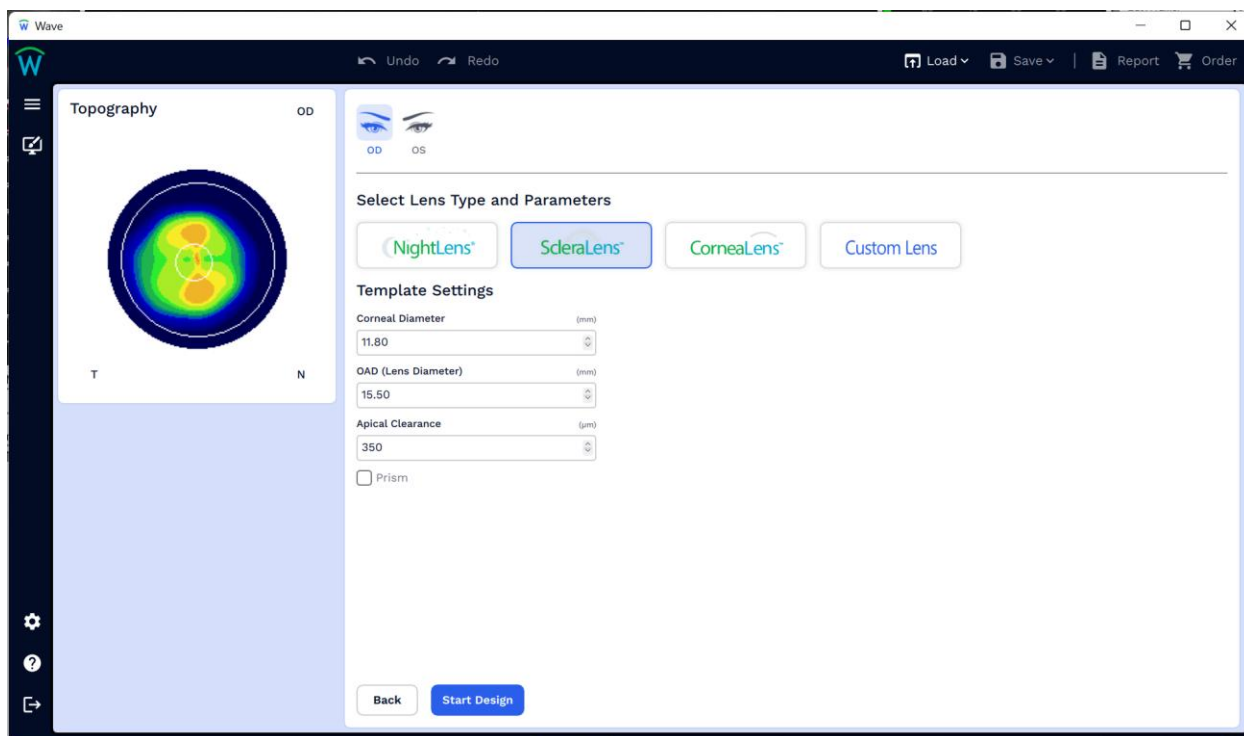 Wave
Undo Redo Load Save | Report Order
Topography OD
T N
OD OS
Select Lens Type and Parameters
NightLens® ScleraLens™ CorneaLens™ Custom Lens
Template Settings
Corneal Diameter (mm)
11.80
OAD (Lens Diameter) (mm)
15.50
Apical Clearance (μm)
350
Prism
Back Start Design